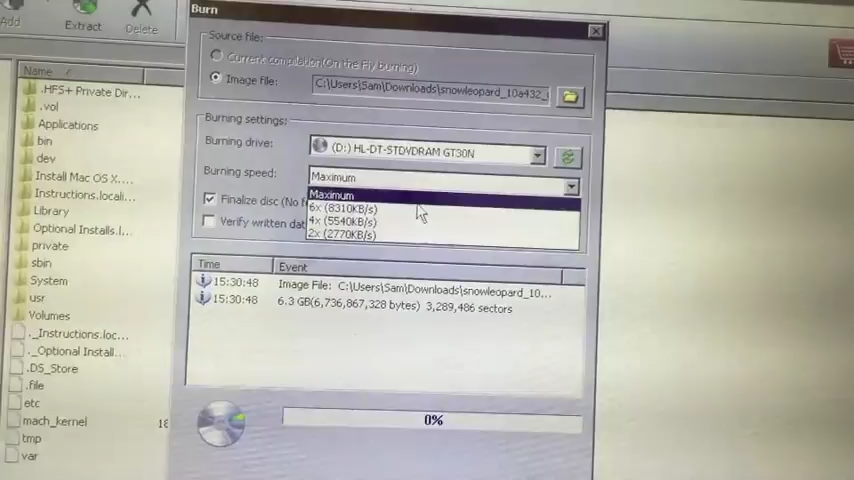 Burn
Add
Extract
Delete
Source file:
Current compilation(On the Fly burning)
Image file:
C:\Users\Sam\Downloads\snowleopard_10a432_
Burning settings:
Burning drive:
(D:) HL-DT-STDVDRAM GT30N
Burning speed:
Maximum
Maximum
6x (8310KB/s)
4x (5540KB/s)
2x (2770KB/s)
Finalize disc (No f
Verify written dat
Time
Event
15:30:48
Image File: C:\Users\Sam\Downloads\snowleopard_10...
15:30:48
6.3 GB(6,736,867,328 bytes) 3,289,486 sectors
0%
Name
.HFS+ Private Dir...
.vol
Applications
bin
dev
Install Mac OS X....
Instructions.locali...
Library
Optional Installs.l...
private
sbin
System
usr
Volumes
._Instructions.loc...
._Optional Install...
.DS_Store
.file
etc
mach_kernel
18
tmp
var